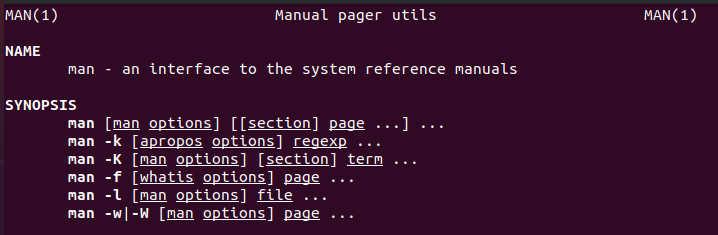 MAN(1) Manual pager utils MAN(1)
NAME
man - an interface to the system reference manuals
SYNOPSIS
man [man options] [[section] page ...] ...
man -k [apropos options] regexp ...
man -K [man options] [section] term ...
man -f [whatis options] page ...
man -l [man options] file ...
man -w|-W [man options] page ...